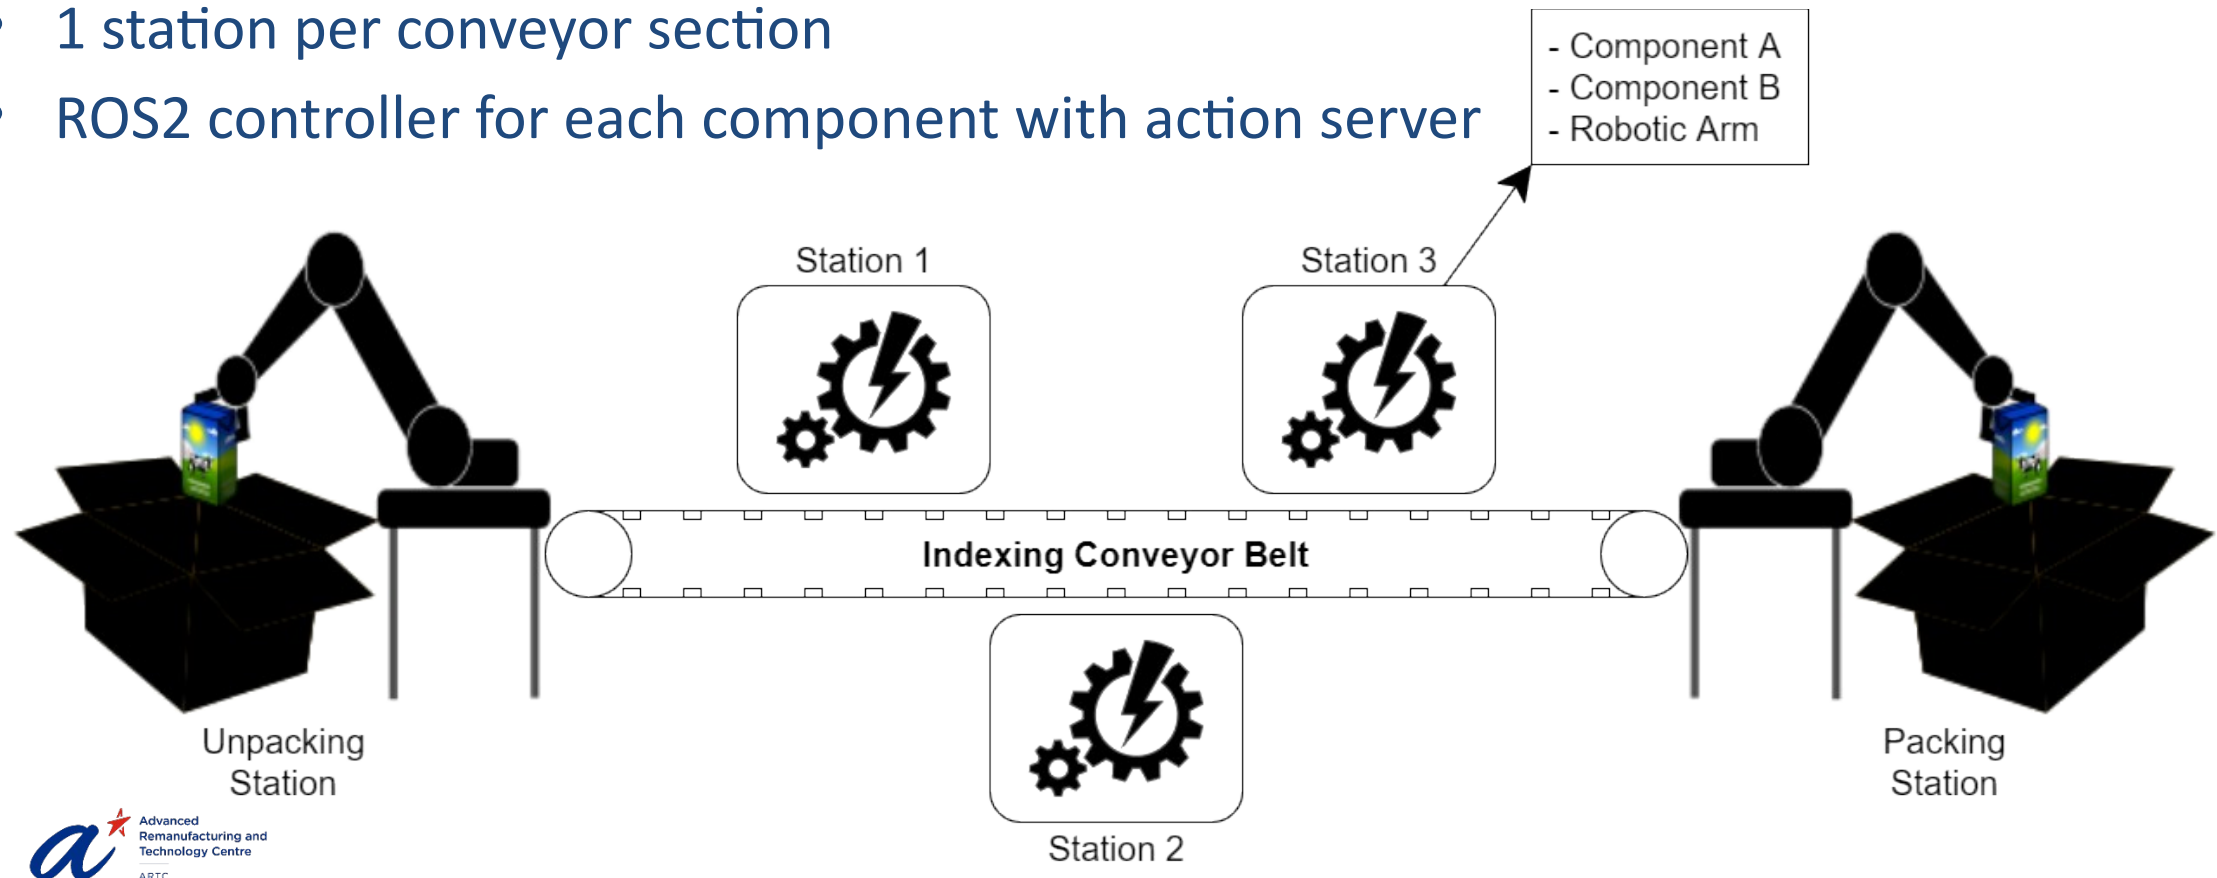 • 1 station per conveyor section
• ROS2 controller for each component with action server
- Component A
- Component B
- Robotic Arm
Station 1
Station 3
Indexing Conveyor Belt
Unpacking
Station
Packing
Station
Station 2
Advanced
Remanufacturing and
Technology Centre
ARTC